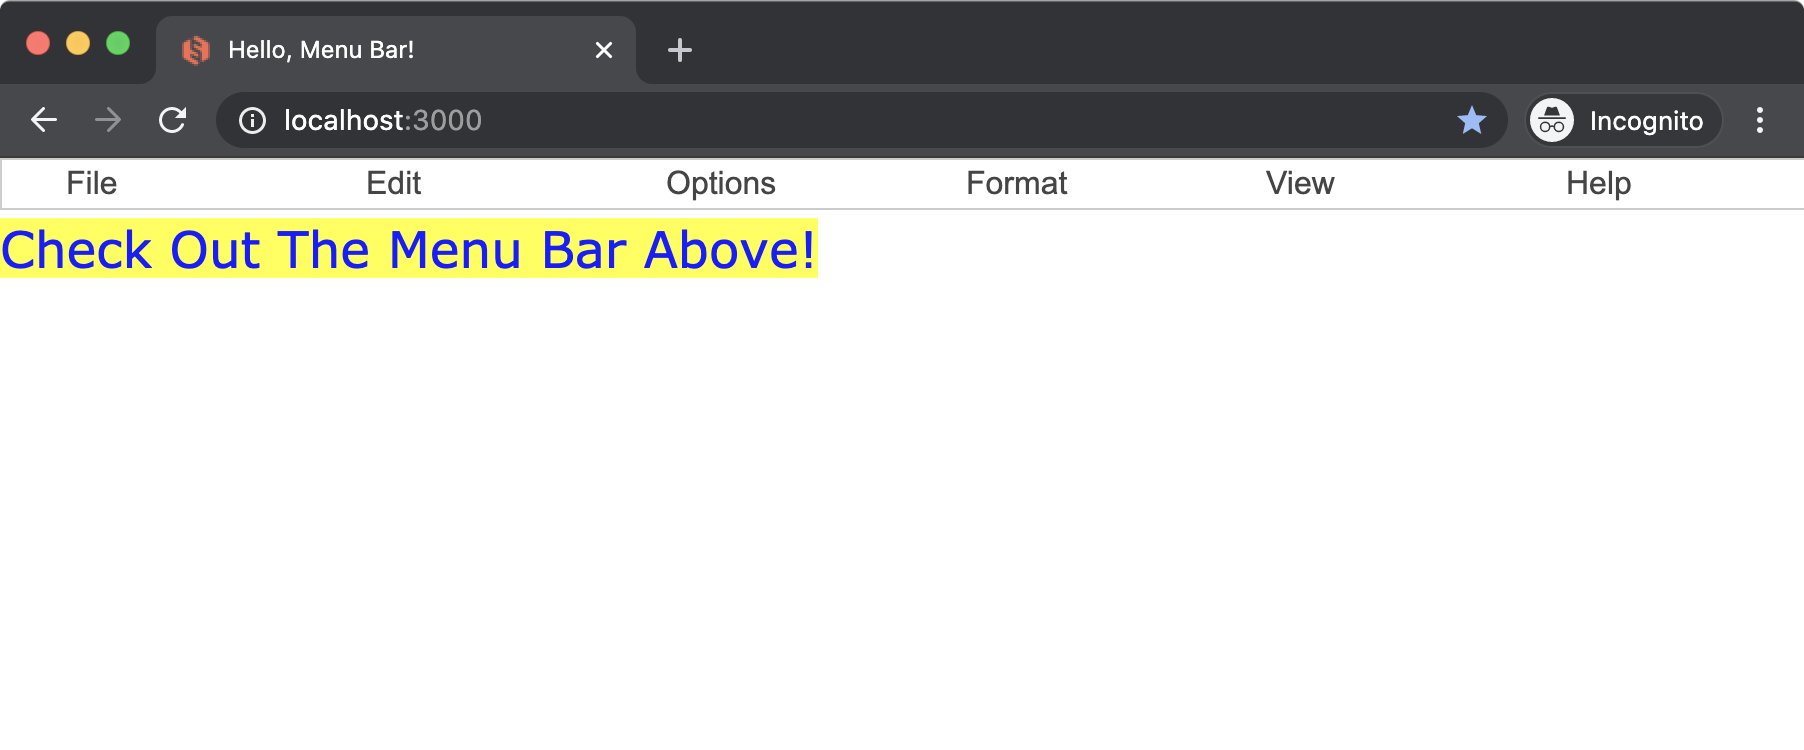 Hello, Menu Bar!
localhost:3000
Incognito
File Edit Options Format View Help
Check Out The Menu Bar Above!